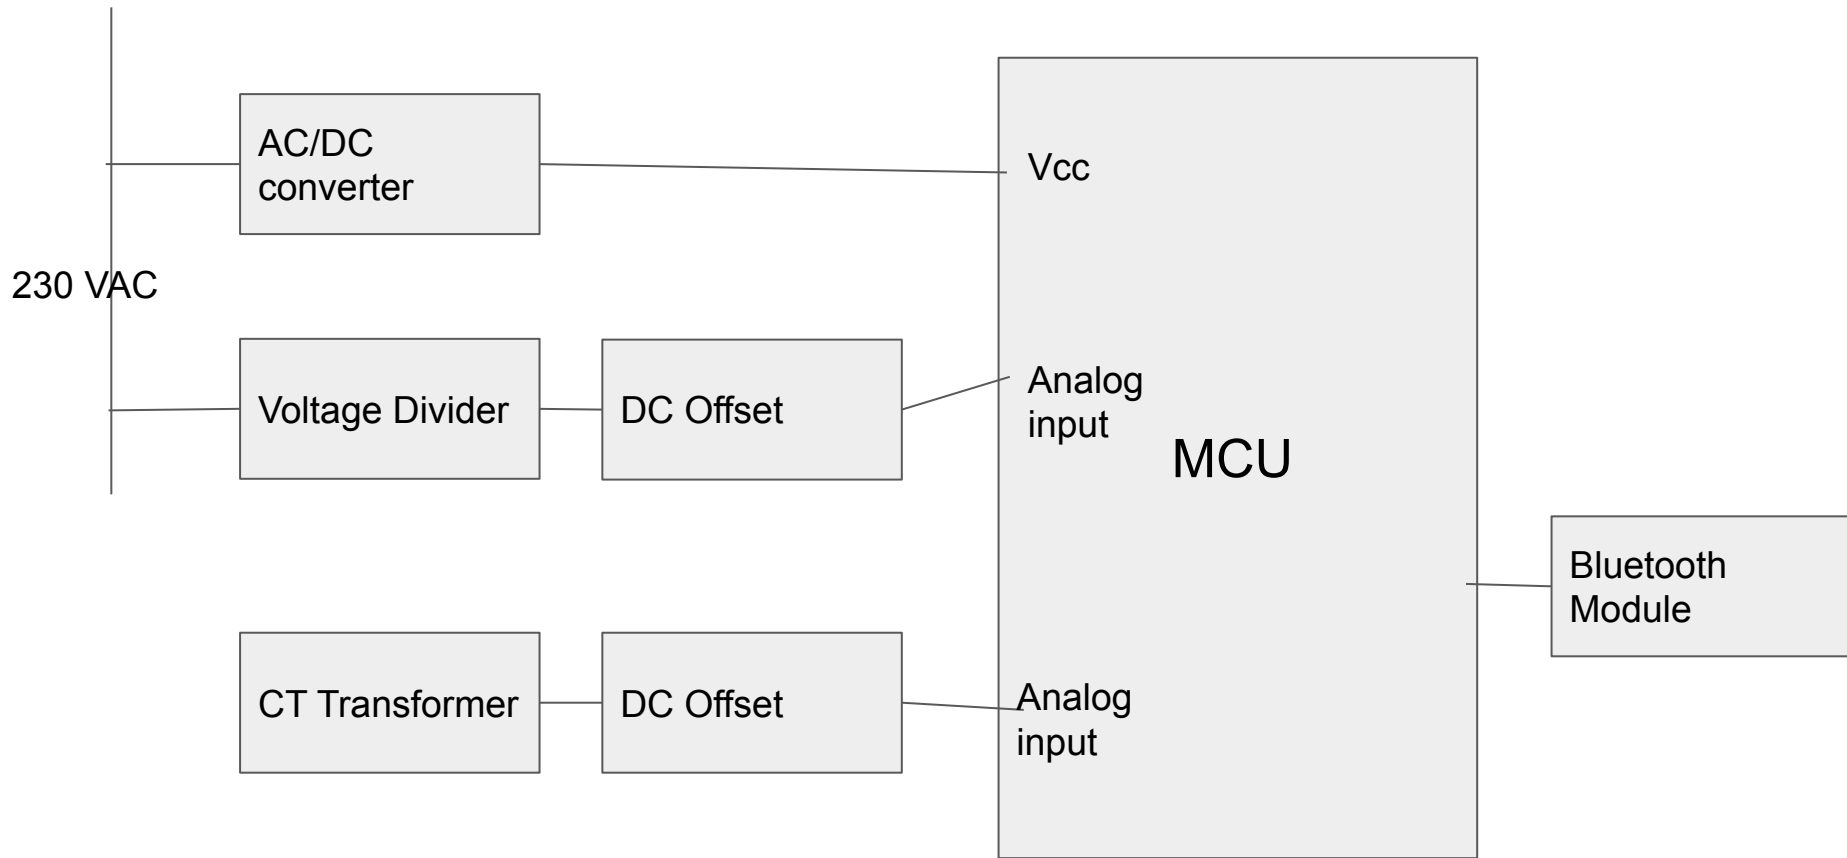 AC/DC
converter
Vcc
230 VAC
Voltage Divider
DC Offset
Analog
input
MCU
Bluetooth
Module
CT Transformer
DC Offset
Analog
input